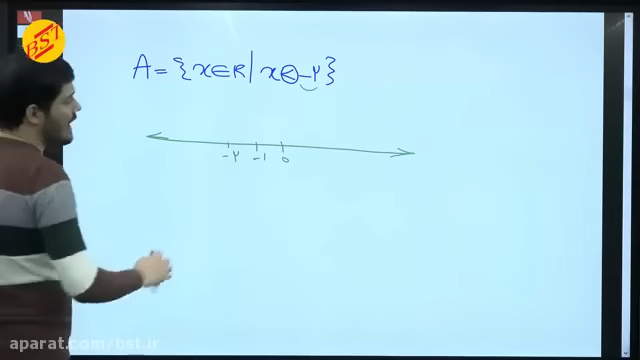 BST
A = {x ∈ R | x < -۲}
-۲ -۱ ۰
aparat.com/bst.ir